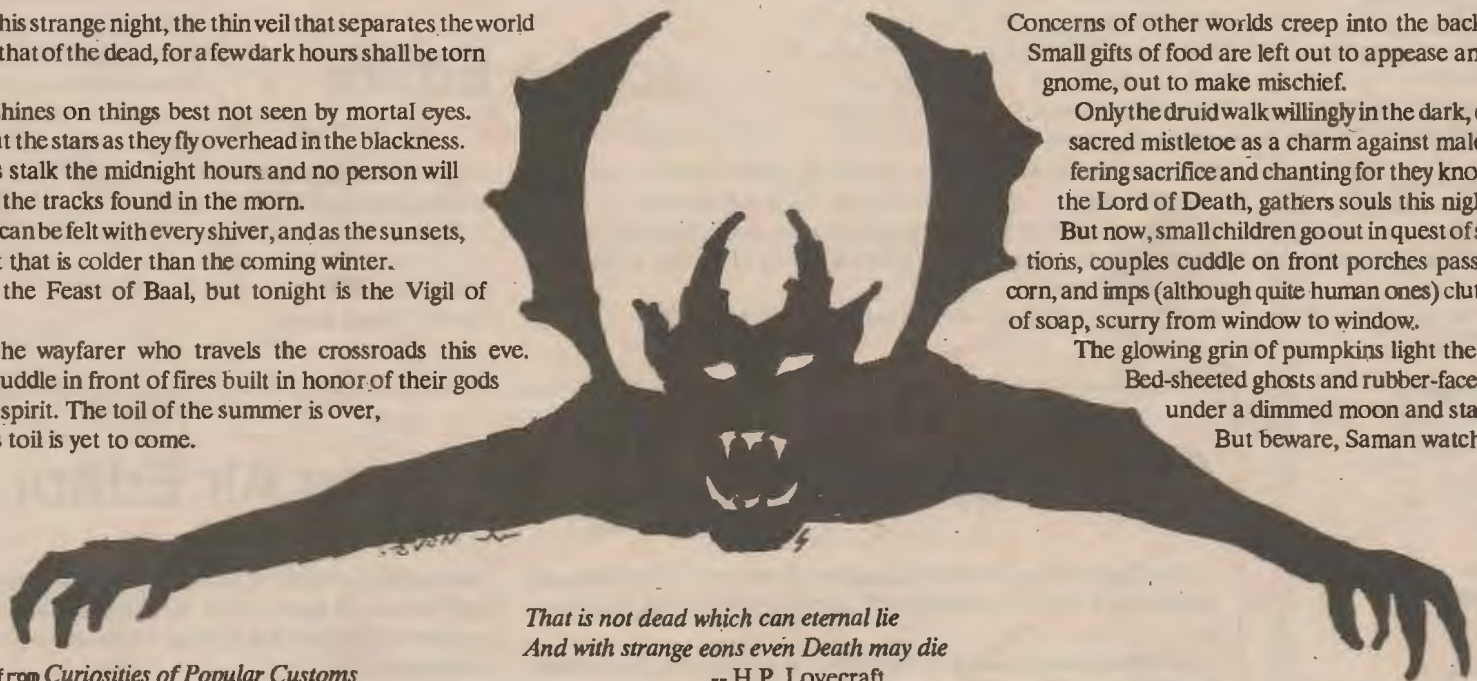 his strange night, the thin veil that separates the world
that of the dead, for a few dark hours shall be torn
hines on things best not seen by mortal eyes.
t the stars as they fly overhead in the blackness.
s stalk the midnight hours and no person will
the tracks found in the morn.
can be felt with every shiver, and as the sun sets,
t that is colder than the coming winter.
the Feast of Baal, but tonight is the Vigil of
he wayfarer who travels the crossroads this eve.
uddle in front of fires built in honor of their gods
spirit. The toil of the summer is over,
s toil is yet to come.
from Curiosities of Popular Customs
That is not dead which can eternal lie
And with strange eons even Death may die
-- H.P. Lovecraft
Concerns of other worlds creep into the back
Small gifts of food are left out to appease an
gnome, out to make mischief.
Only the druid walk willingly in the dark,
sacred mistletoe as a charm against male
fering sacrifice and chanting for they kno
the Lord of Death, gathers souls this nigh
But now, small children go out in quest of
tions, couples cuddle on front porches pass
corn, and imps (although quite human ones) clut
of soap, scurry from window to window.
The glowing grin of pumpkins light the
Bed-sheeted ghosts and rubber-face
under a dimmed moon and sta
But beware, Saman watch